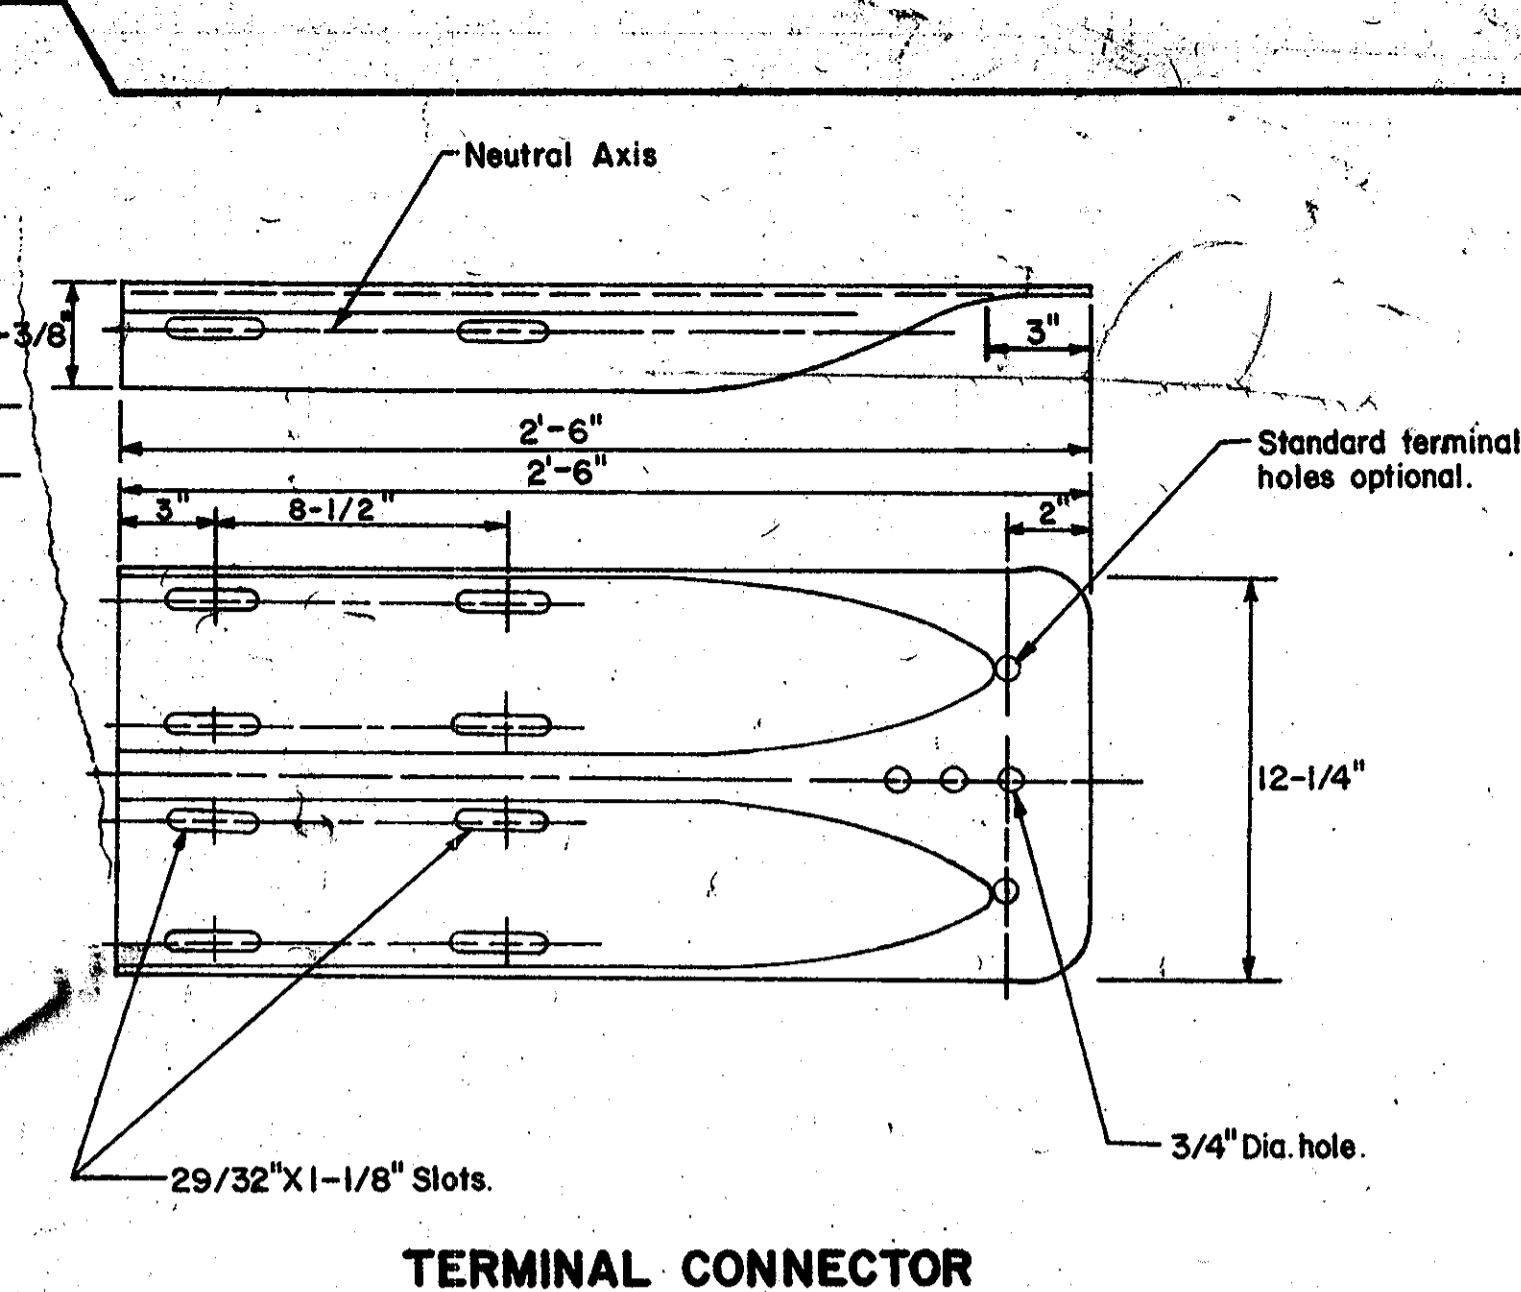 Neutral Axis
-3/8"
3"
2'-6"
2'-6"
3"
8-1/2"
2"
Standard terminal
holes optional.
12-1/4"
3/4" Dia. hole.
29/32" X 1-1/8" Slots.
TERMINAL CONNECTOR